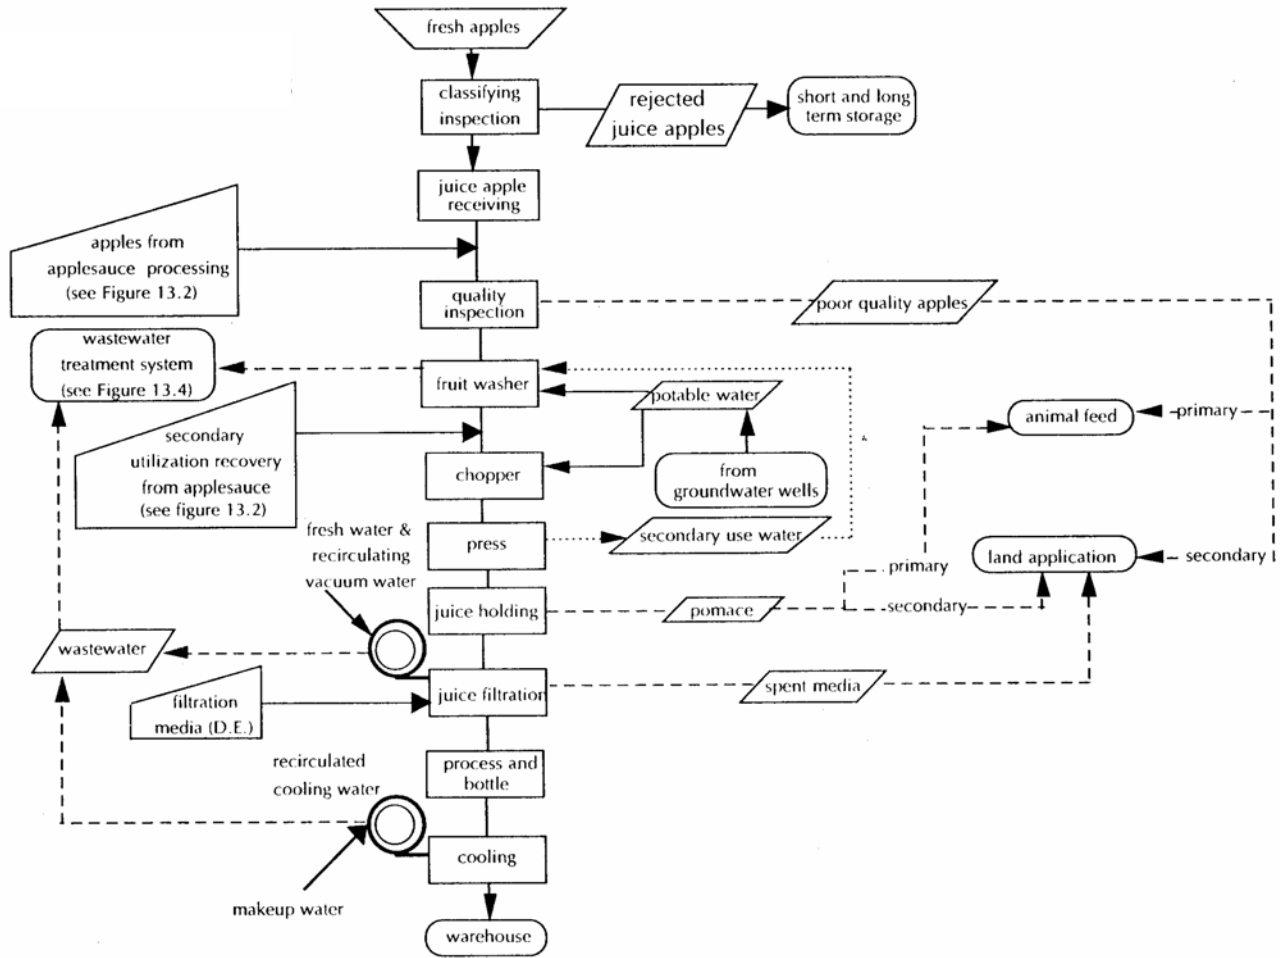 fresh apples
classifying
inspection
rejected
juice apples
short and long
term storage
juice apple
receiving
apples from
applesauce processing
(see Figure 13.2)
quality
inspection
poor quality apples
wastewater
treatment system
(see Figure 13.4)
fruit washer
potable water
animal feed
primary
secondary
utilization recovery
from applesauce
(see figure 13.2)
chopper
from
groundwater wells
fresh water &
recirculating
vacuum water
press
secondary use water
land application
secondary
primary
secondary
juice holding
pomace
wastewater
juice filtration
spent media
filtration
media (D.E.)
recirculated
cooling water
process and
bottle
cooling
makeup water
warehouse